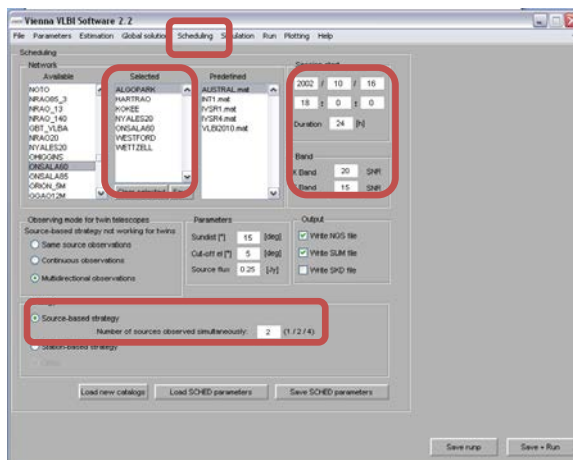 Vienna VLBI Software 2.2
File Parameters Estimation Global solution Scheduling Simulation Run Plotting Help
Scheduling
Network
Available
NOTO
NRAO85_3
NRAO_13
NRAO_140
GBT_VLBA
NRAO20
NYALES20
OHIGGINS
ONSALA60
ONSALA85
ORION_5M
GGAO12M
Selected
ALGOPARK
HARTRAO
KOKEE
NYALES20
ONSALA60
WESTFORD
WETTZELL
Predefined
AUSTRAL.mat
INT1.mat
IVSR1.mat
IVSR4.mat
VLBI2010.mat
2002 / 10 / 16
18 : 0 : 0
Duration 24 [h]
Band
Band 20 SNR
Band 15 SNR
Observing mode for twin telescopes
Source-based strategy not working for twins
Same source observations
Continuous observations
Multidirectional observations
Parameters
Sundist [°] 15 [deg]
Cut-off el [°] 5 [deg]
Source flux 0.25 [Jy]
Output
Write NGS file
Write SUM file
Write SKD file
Source-based strategy
Number of sources observed simultaneously: 2 (1 / 2 / 4)
Station-based strategy
Load new catalogs Load SCHED parameters Save SCHED parameters
Save runp Save + Run